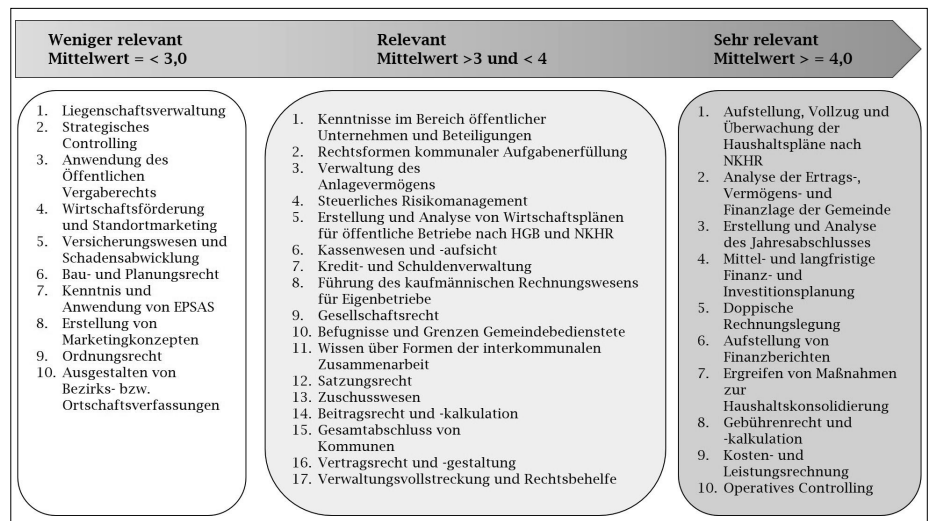 Weniger relevant
Mittelwert = < 3,0
Relevant
Mittelwert >3 und < 4
Sehr relevant
Mittelwert > = 4,0
1. Liegenschaftsverwaltung
2. Strategisches
Controlling
3. Anwendung des
Öffentlichen
Vergaberechts
4. Wirtschaftsförderung
und Standortmarketing
5. Versicherungswesen und
Schadensabwicklung
6. Bau- und Planungsrecht
7. Kenntnis und
Anwendung von EPSAS
8. Erstellung von
Marketingkonzepten
9. Ordnungsrecht
10. Ausgestalten von
Bezirks- bzw.
Ortschaftsverfassungen
1. Kenntnisse im Bereich öffentlicher
Unternehmen und Beteiligungen
2. Rechtsformen kommunaler Aufgabenerfüllung
3. Verwaltung des
Anlagevermögens
4. Steuerliches Risikomanagement
5. Erstellung und Analyse von Wirtschaftsplänen
für öffentliche Betriebe nach HGB und NKHR
6. Kassenwesen und -aufsicht
7. Kredit- und Schuldenverwaltung
8. Führung des kaufmännischen Rechnungswesens
für Eigenbetriebe
9. Gesellschaftsrecht
10. Befugnisse und Grenzen Gemeindebedienstete
11. Wissen über Formen der interkommunalen
Zusammenarbeit
12. Satzungsrecht
13. Zuschusswesen
14. Beitragsrecht und -kalkulation
15. Gesamtabschluss von
Kommunen
16. Vertragsrecht und -gestaltung
17. Verwaltungsvollstreckung und Rechtsbehelfe
1. Aufstellung, Vollzug und
Überwachung der
Haushaltspläne nach
NKHR
2. Analyse der Ertrags-,
Vermögens- und
Finanzlage der Gemeinde
3. Erstellung und Analyse
des Jahresabschlusses
4. Mittel- und langfristige
Finanz- und
Investitionsplanung
5. Doppische
Rechnungslegung
6. Aufstellung von
Finanzberichten
7. Ergreifen von Maßnahmen
zur
Haushaltskonsolidierung
8. Gebührenrecht und
-kalkulation
9. Kosten- und
Leistungsrechnung
10. Operatives Controlling